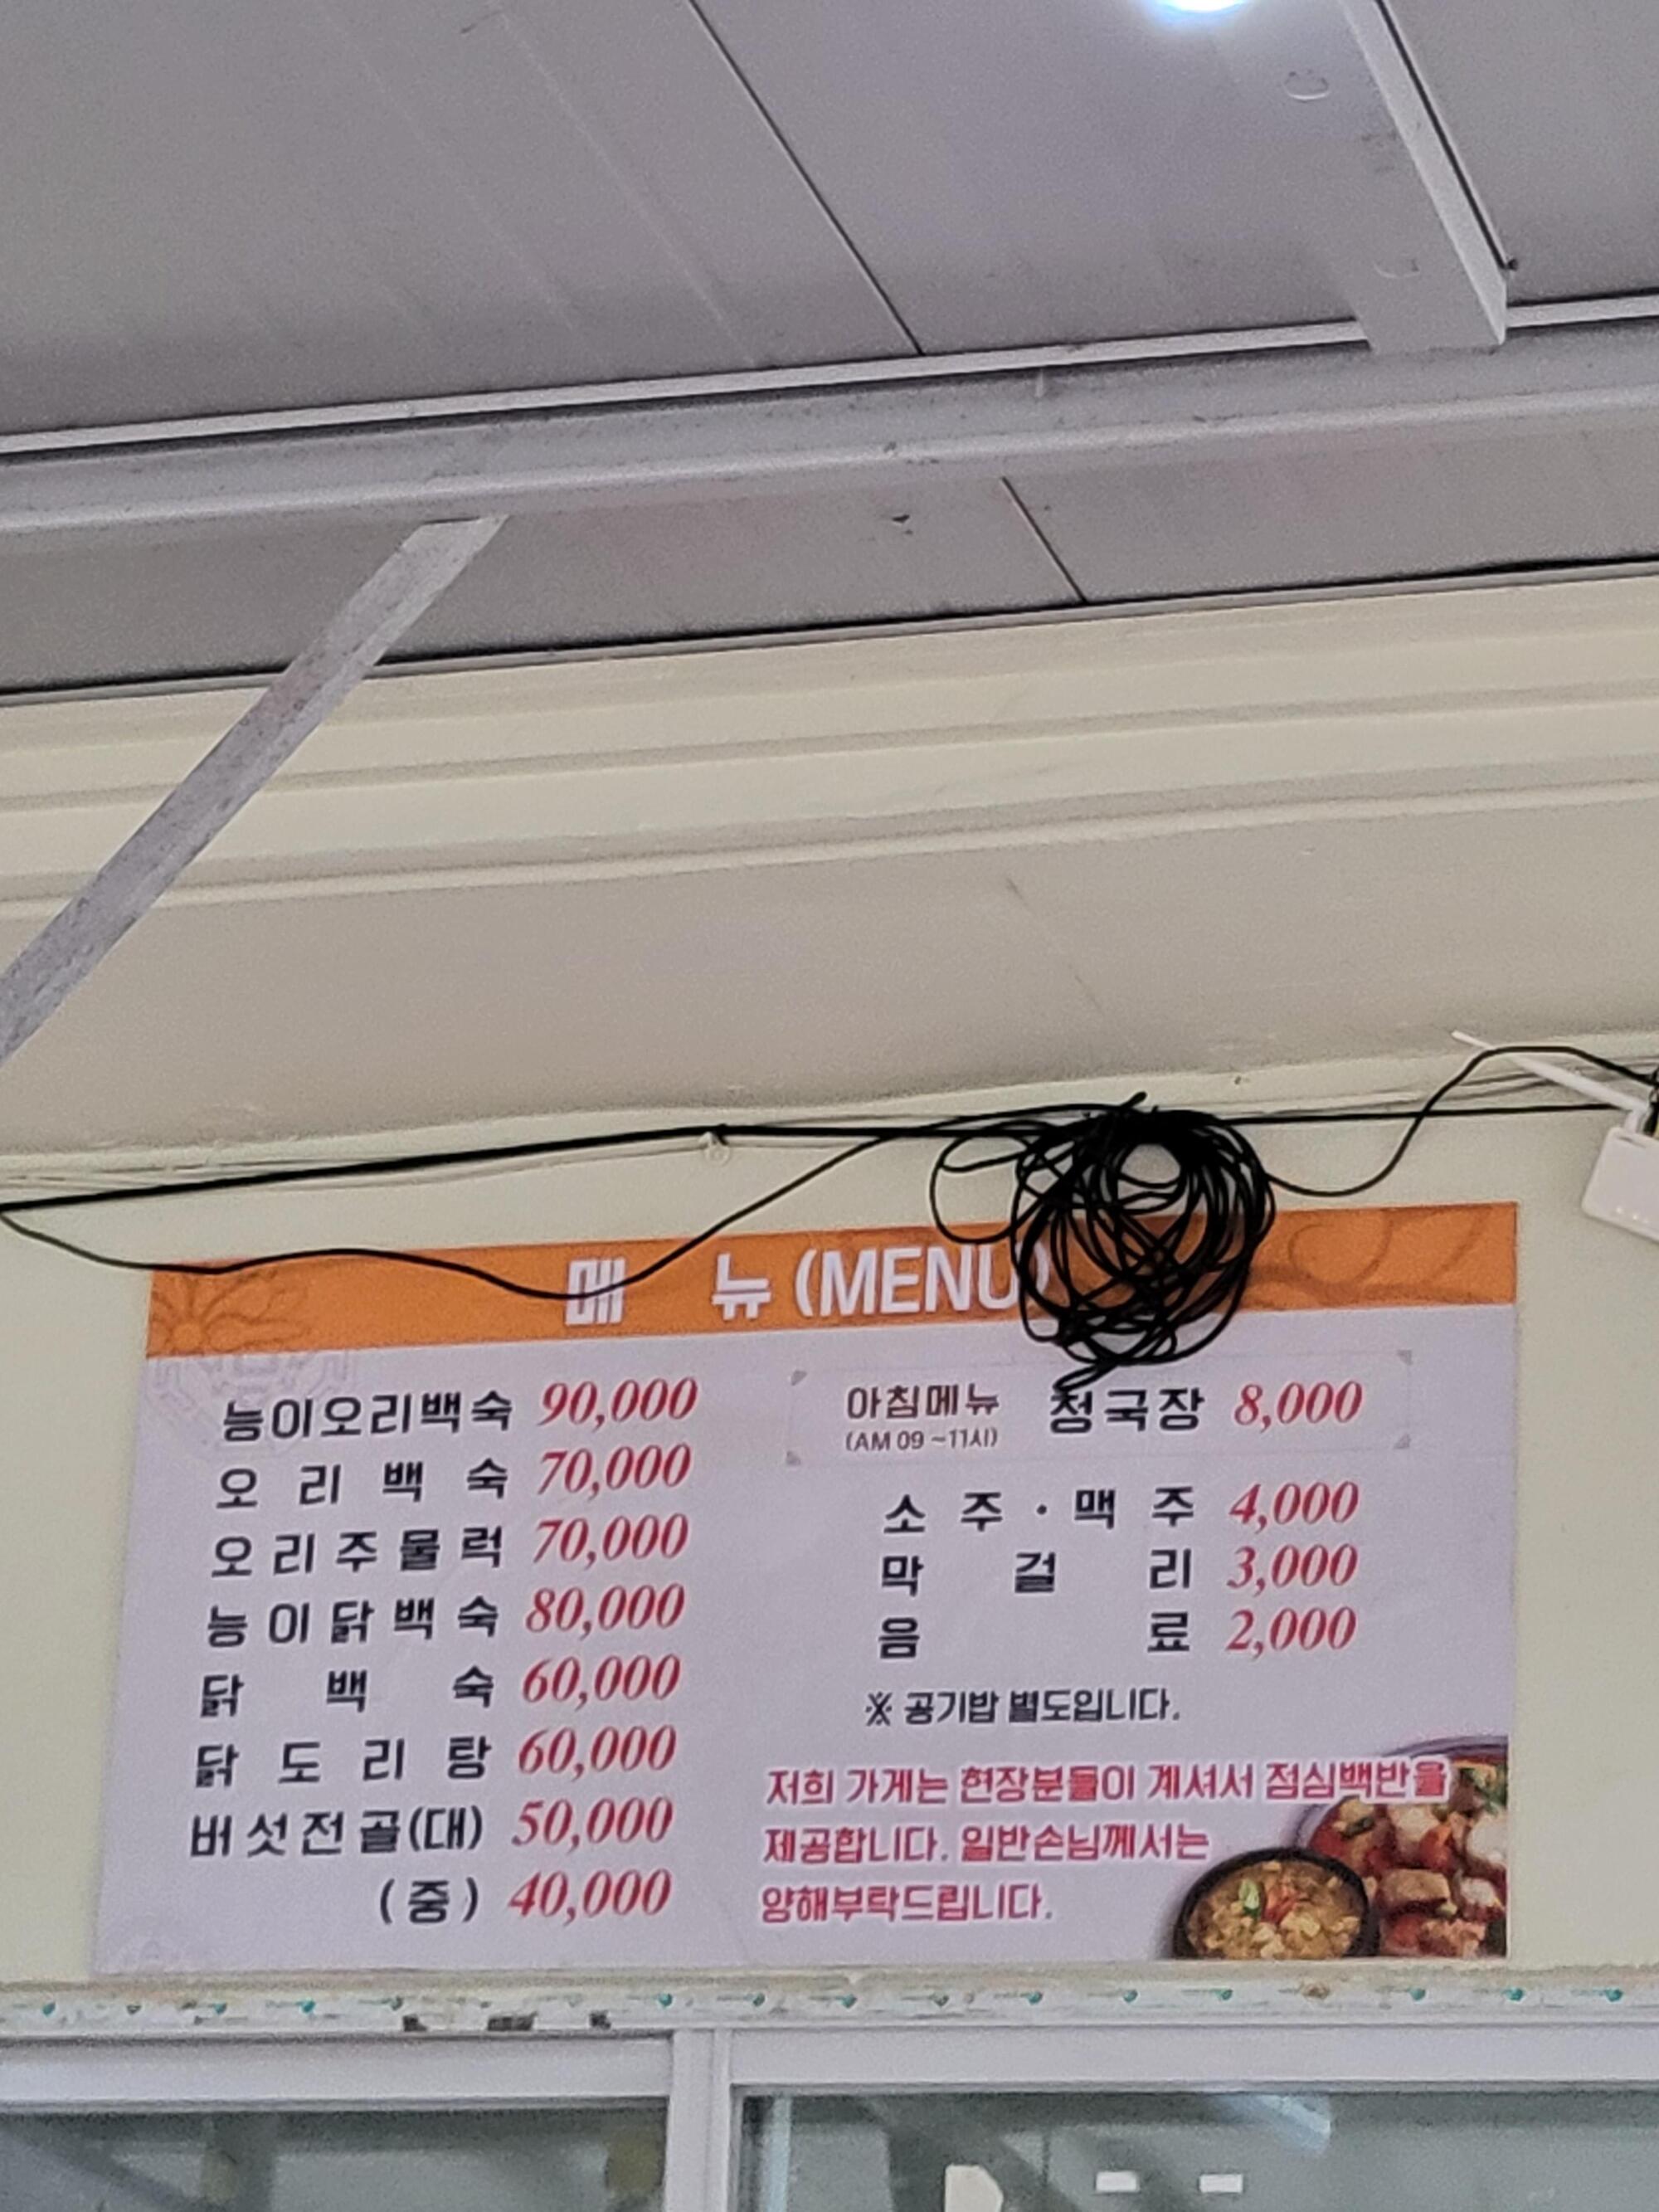 메 뉴 (MENU)
능이오리백숙 90,000
오리백숙 70,000
오리주물럭 70,000
능이닭백숙 80,000
닭백숙 60,000
닭도리탕 60,000
버섯전골(대) 50,000
(중) 40,000
아침메뉴 청국장 8,000
(AM 09 ~11시)
소주·맥주 4,000
막걸리 3,000
음료 2,000
※ 공기밥 별도입니다.
저희 가게는 현장분들이 계셔서 점심백반을
제공합니다. 일반손님께서는
양해부탁드립니다.